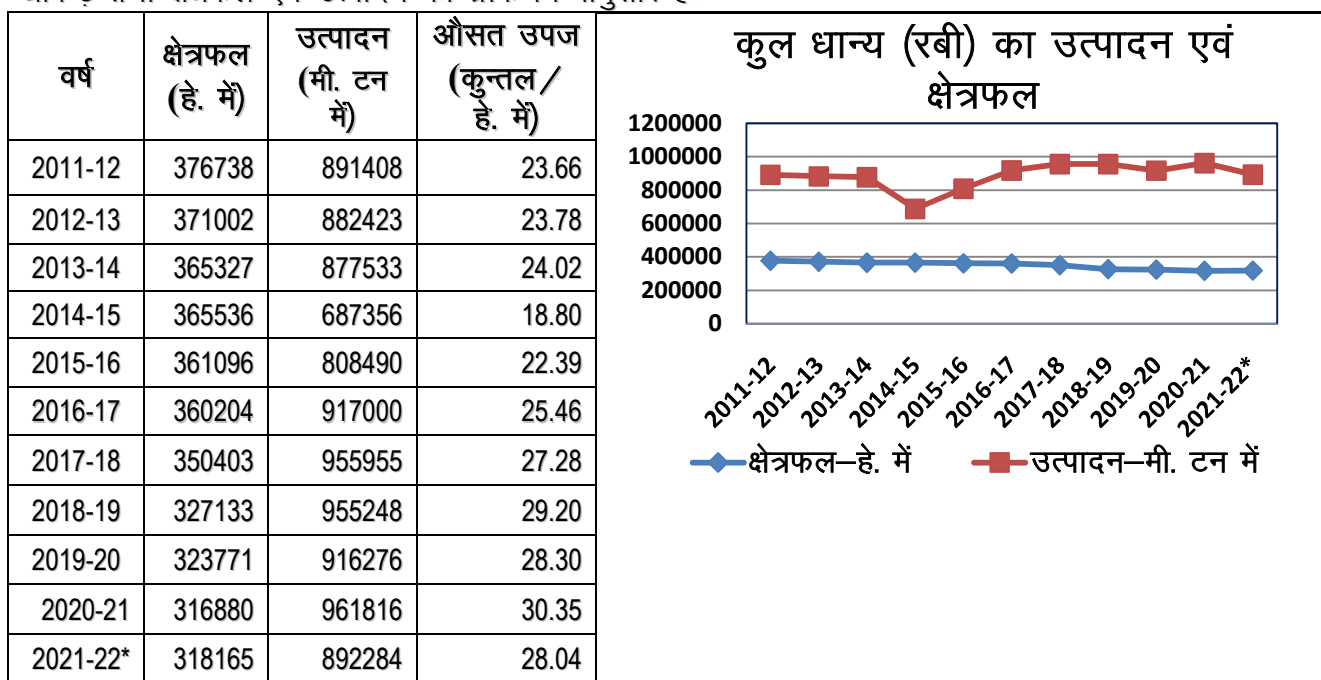 वर्ष
क्षेत्रफल
(हे. में)
उत्पादन
(मी. टन
में)
औसत उपज
(कुन्तल/
हे. में)
2011-12 376738 891408 23.66
2012-13 371002 882423 23.78
2013-14 365327 877533 24.02
2014-15 365536 687356 18.80
2015-16 361096 808490 22.39
2016-17 360204 917000 25.46
2017-18 350403 955955 27.28
2018-19 327133 955248 29.20
2019-20 323771 916276 28.30
2020-21 316880 961816 30.35
2021-22* 318165 892284 28.04
कुल धान्य (रबी) का उत्पादन एवं
क्षेत्रफल
1200000
1000000
800000
600000
400000
200000
0
2011-12 2012-13 2013-14 2014-15 2015-16 2016-17 2017-18 2018-19 2019-20 2020-21 2021-22*
क्षेत्रफल–हे. में उत्पादन–मी. टन में